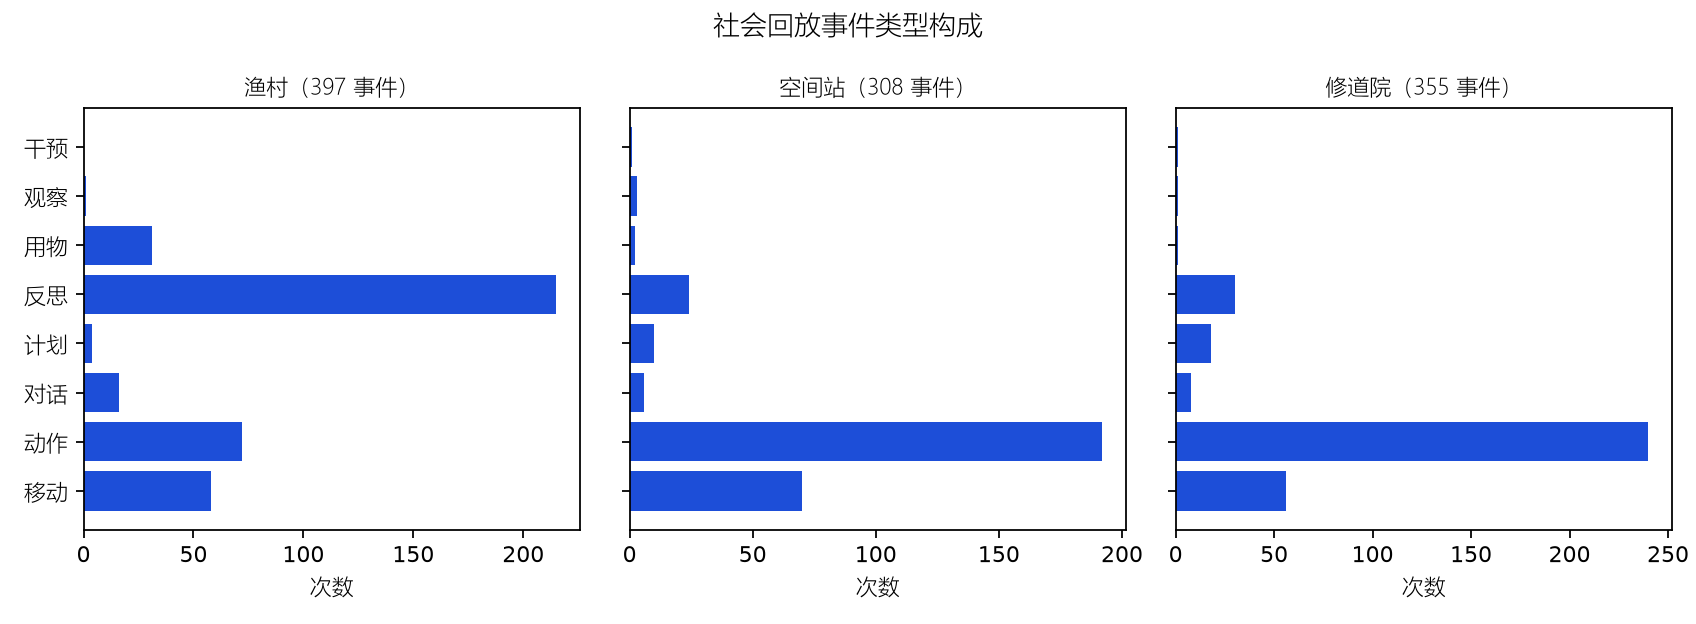 社会回放事件类型构成
渔村（397 事件）
空间站（308 事件）
修道院（355 事件）
干预
观察
用物
反思
计划
对话
动作
移动
0 50 100 150 200
0 50 100 150 200
0 50 100 150 200 250
次数
次数
次数